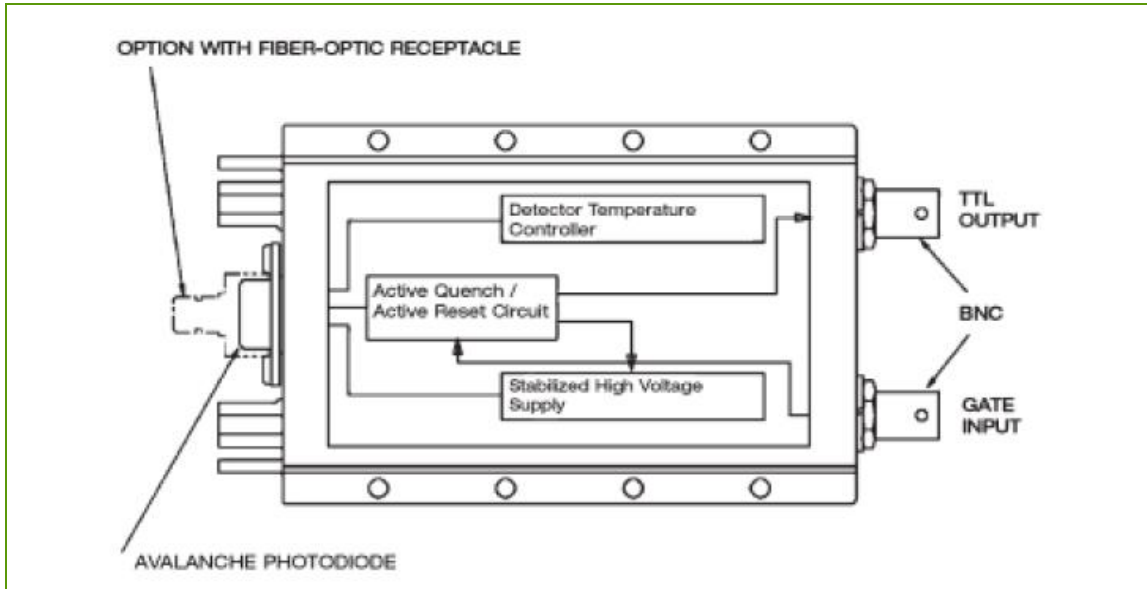 OPTION WITH FIBER-OPTIC RECEPTACLE
Detector Temperature
Controller
TTL
OUTPUT
Active Quench /
Active Reset Circuit
BNC
Stabilized High Voltage
Supply
GATE
INPUT
AVALANCHE PHOTODIODE